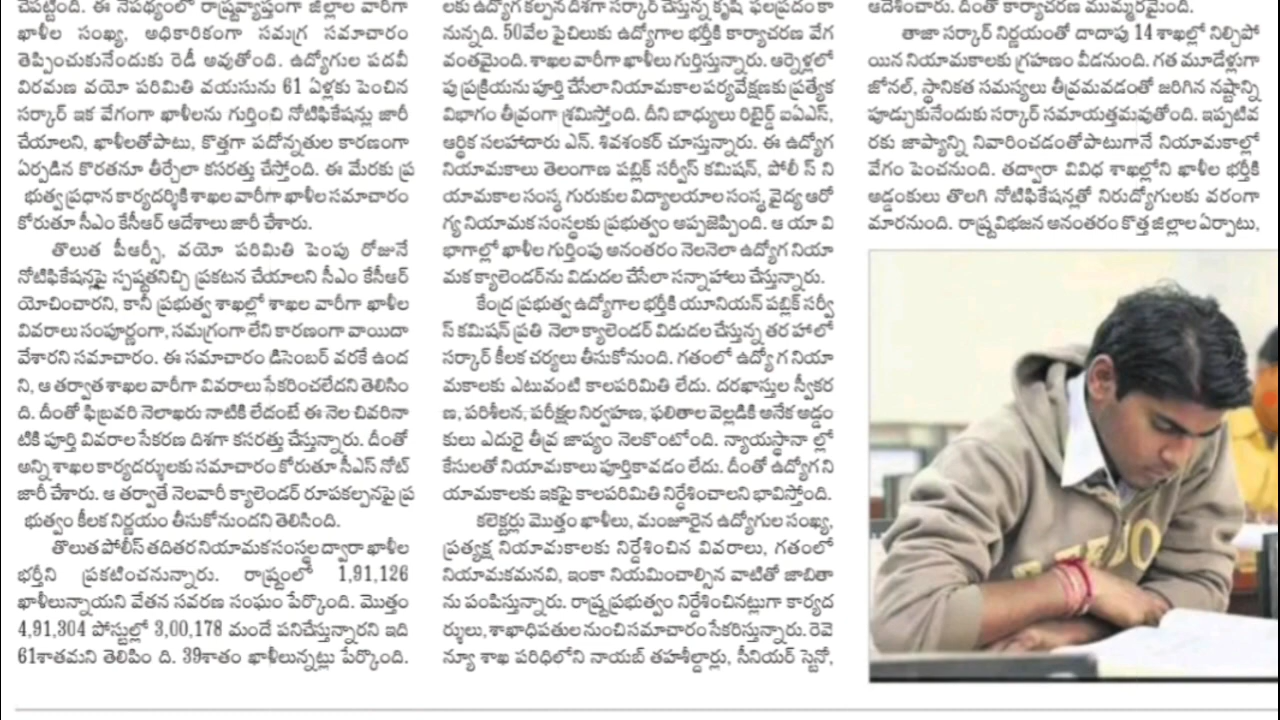 చేపట్టింది. ఈ నేపథ్యంలో రాష్ట్రవ్యాప్తంగా జిల్లాల వారీగా
ఖాళీల సంఖ్య, అధికారికంగా సమగ్ర సమాచారం
తెప్పించుకునేందుకు రెడీ అవుతోంది. ఉద్యోగుల పదవీ
విరమణ వయో పరిమితి వయసును 61 ఏళ్లకు పెంచిన
సర్కార్ ఇక వేగంగా ఖాళీలను గుర్తించి నోటిఫికేషన్లు జారీ
చేయాలని, ఖాళీలతోపాటు, కొత్తగా పదోన్నతుల కారణంగా
ఏర్పడిన కొరతనూ తీర్చేలా కసరత్తు చేస్తోంది. ఈ మేరకు ప్ర
భుత్వ ప్రధాన కార్యదర్శికి శాఖల వారీగా ఖాళీల సమాచారం
కోరుతూ సీఎం కేసీఆర్ ఆదేశాలు జారీ చేశారు.
తొలుత పీఆర్సీ, వయో పరిమితి పెంపు రోజునే
నోటిఫికేషన్లపై స్పష్టతనిచ్చి ప్రకటన చేయాలని సీఎం కేసీఆర్
యోచించారని, కానీ ప్రభుత్వ శాఖల్లో శాఖల వారీగా ఖాళీల
వివరాలు సంపూర్ణంగా, సమగ్రంగా లేని కారణంగా వాయిదా
వేశారని సమాచారం. ఈ సమాచారం డిసెంబర్ వరకే ఉంద
ని, ఆ తర్వాత శాఖల వారీగా వివరాలు సేకరించలేదని తెలిసిం
ది. దీంతో ఫిబ్రవరి నెలాఖరు నాటికి లేదంటే ఈ నెల చివరినా
టికి పూర్తి వివరాల సేకరణ దిశగా కసరత్తు చేస్తున్నారు. దీంతో
అన్ని శాఖల కార్యదర్శులకు సమాచారం కోరుతూ సీఎస్ నోట్
జారీ చేశారు. ఆ తర్వాతే నెలవారీ క్యాలెండర్ రూపకల్పనపై ప్ర
భుత్వం కీలక నిర్ణయం తీసుకోనుందని తెలిసింది.
తొలుత పోలీస్ తదితర నియామక సంస్థల ద్వారా ఖాళీల
భర్తీని ప్రకటించనున్నారు. రాష్ట్రంలో 1,91,126
ఖాళీలున్నాయని వేతన సవరణ సంఘం పేర్కొంది. మొత్తం
4,91,304 పోస్టుల్లో 3,00,178 మందే పనిచేస్తున్నారని ఇది
61శాతమని తెలిపిం ది. 39శాతం ఖాళీలున్నట్లు పేర్కొంది.
లకు ఉద్యోగ కల్పన దిశగా సర్కార్ చేస్తున్న కృషి ఫలప్రదం కా
నున్నది. 50వేల పైచిలుకు ఉద్యోగాల భర్తీకి కార్యాచరణ వేగ
వంతమైంది. శాఖల వారీగా ఖాళీలు గుర్తిస్తున్నారు. ఆర్నెళ్లలో
పు ప్రక్రియను పూర్తి చేసేలా నియామకాల పర్యవేక్షణకు ప్రత్యేక
విభాగం తీవ్రంగా శ్రమిస్తోంది. దీని బాధ్యులు రిటైర్డ్ ఐఏఎస్,
ఆర్థిక సలహాదారు ఎన్. శివశంకర్ చూస్తున్నారు. ఈ ఉద్యోగ
నియామకాలు తెలంగాణ పబ్లిక్ సర్వీస్ కమిషన్, పోలీ స్ ని
యామకాల సంస్థ, గురుకుల విద్యాలయాల సంస్థ, వైద్య ఆరో
గ్య నియామక సంస్థలకు ప్రభుత్వం అప్పజెప్పింది. ఆ యా వి
భాగాల్లో ఖాళీల గుర్తింపు అనంతరం నెలనెలా ఉద్యోగ నియా
మక క్యాలెండర్‌ను విడుదల చేసేలా సన్నాహాలు చేస్తున్నారు.
కేంద్ర ప్రభుత్వ ఉద్యోగాల భర్తీకి యూనియన్ పబ్లిక్ సర్వీ
స్ కమిషన్ ప్రతి నెలా క్యాలెండర్ విడుదల చేస్తున్న తర హాలో
సర్కార్ కీలక చర్యలు తీసుకోనుంది. గతంలో ఉద్యో గ నియా
మకాలకు ఎటువంటి కాలపరిమితి లేదు. దరఖాస్తుల స్వీకర
ణ, పరిశీలన, పరీక్షల నిర్వహణ, ఫలితాల వెల్లడికి అనేక అడ్డం
కులు ఎదురై తీవ్ర జాప్యం నెలకొంటోంది. న్యాయస్థానా ల్లో
కేసులతో నియామకాలు పూర్తికావడం లేదు. దీంతో ఉద్యోగ ని
యామకాలకు ఇకపై కాలపరిమితి నిర్దేశించాలని భావిస్తోంది.
కలెక్టర్లు మొత్తం ఖాళీలు, మంజూరైన ఉద్యోగుల సంఖ్య,
ప్రత్యక్ష నియామకాలకు నిర్దేశించిన వివరాలు, గతంలో
నియామకమనవి, ఇంకా నియమించాల్సిన వాటితో జాబితా
ను పంపిస్తున్నారు. రాష్ట్ర ప్రభుత్వం నిర్దేశించినట్టుగా కార్యద
ర్శులు, శాఖాధిపతుల నుంచి సమాచారం సేకరిస్తున్నారు. రెవె
న్యూ శాఖ పరిధిలోని నాయబ్ తహశీల్దార్లు, సీనియర్ స్టెనో,
ఆదేశించారు. దీంతో కార్యాచరణ ముమ్మరమైంది.
తాజా సర్కార్ నిర్ణయంతో దాదాపు 14 శాఖల్లో నిల్చిపో
యిన నియామకాలకు గ్రహణం వీడనుంది. గత మూడేళ్లుగా
జోనల్, స్థానికత సమస్యలు తీవ్రమవడంతో జరిగిన నష్టాన్ని
పూడ్చుకునేందుకు సర్కార్ సమాయత్తమవుతోంది. ఇప్పటివ
రకు జాప్యాన్ని నివారించడంతోపాటుగానే నియామకాల్లో
వేగం పెంచనుంది. తద్వారా వివిధ శాఖల్లోని ఖాళీల భర్తీకి
అడ్డంకులు తొలగి నోటిఫికేషన్లతో నిరుద్యోగులకు వరంగా
మారనుంది. రాష్ట్ర విభజన అనంతరం కొత్త జిల్లాల ఏర్పాటు,